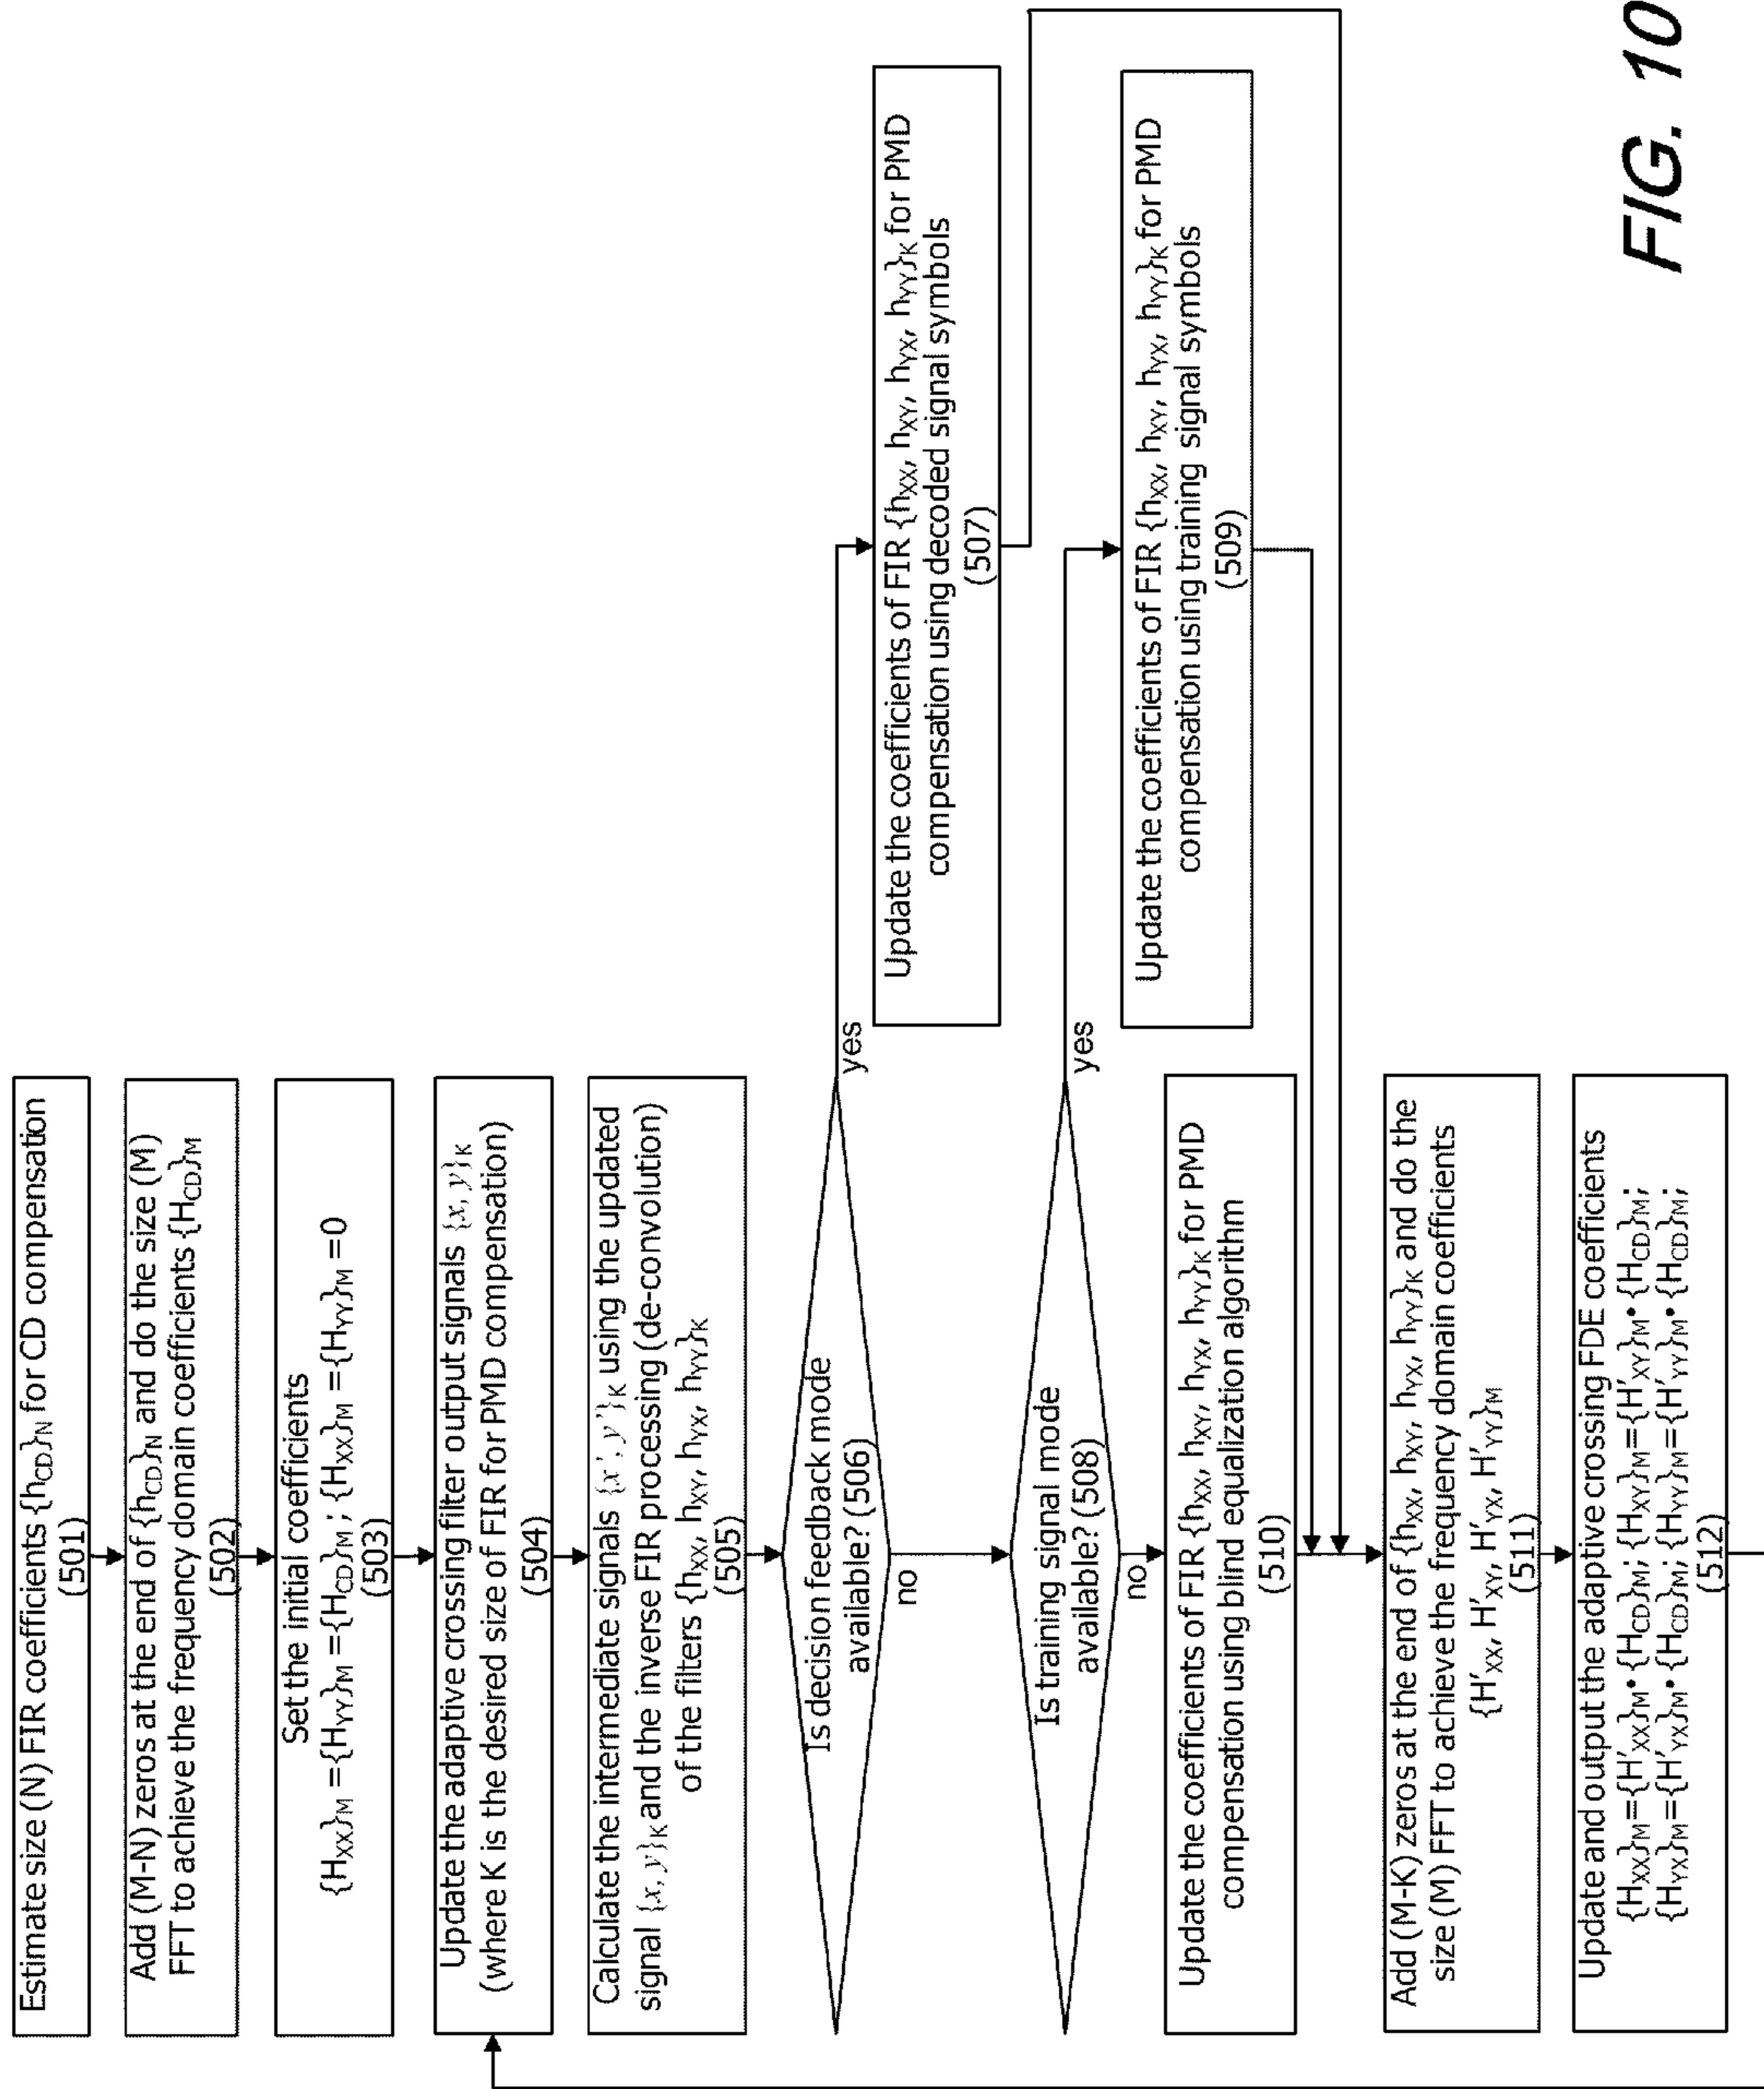 Estimate size (N) FIR coefficients {hCD}N for CD compensation
(501)
Add (M-N) zeros at the end of {hCD}N and do the size (M)
FFT to achieve the frequency domain coefficients {HCD}M
(502)
Set the initial coefficients
{HXX}M ={HYY}M ={HCD}M ; {HXX}M ={HYY}M =0
(503)
Update the adaptive crossing filter output signals {x, y}K
(where K is the desired size of FIR for PMD compensation)
(504)
Calculate the intermediate signals {x', y'}K using the updated
signal {x, y}K and the inverse FIR processing (de-convolution)
of the filters {hXX, hXY, hYX, hYY}K
(505)
Is decision feedback mode
available? (506)
yes
no
Update the coefficients of FIR {hXX, hXY, hYX, hYY}K for PMD
compensation using decoded signal symbols
(507)
Is training signal mode
available? (508)
yes
no
Update the coefficients of FIR {hXX, hXY, hYX, hYY}K for PMD
compensation using training signal symbols
(509)
Update the coefficients of FIR {hXX, hXY, hYX, hYY}K for PMD
compensation using blind equalization algorithm
(510)
Add (M-K) zeros at the end of {hXX, hXY, hYX, hYY}K and do the
size (M) FFT to achieve the frequency domain coefficients
{H'XX, H'XY, H'YX, H'YY}M
(511)
Update and output the adaptive crossing FDE coefficients
{HXX}M={H'XX}M•{HCD}M; {HXY}M={H'XY}M•{HCD}M;
{HYX}M={H'YX}M•{HCD}M; {HYY}M={H'YY}M•{HCD}M;
(512)
FIG. 10